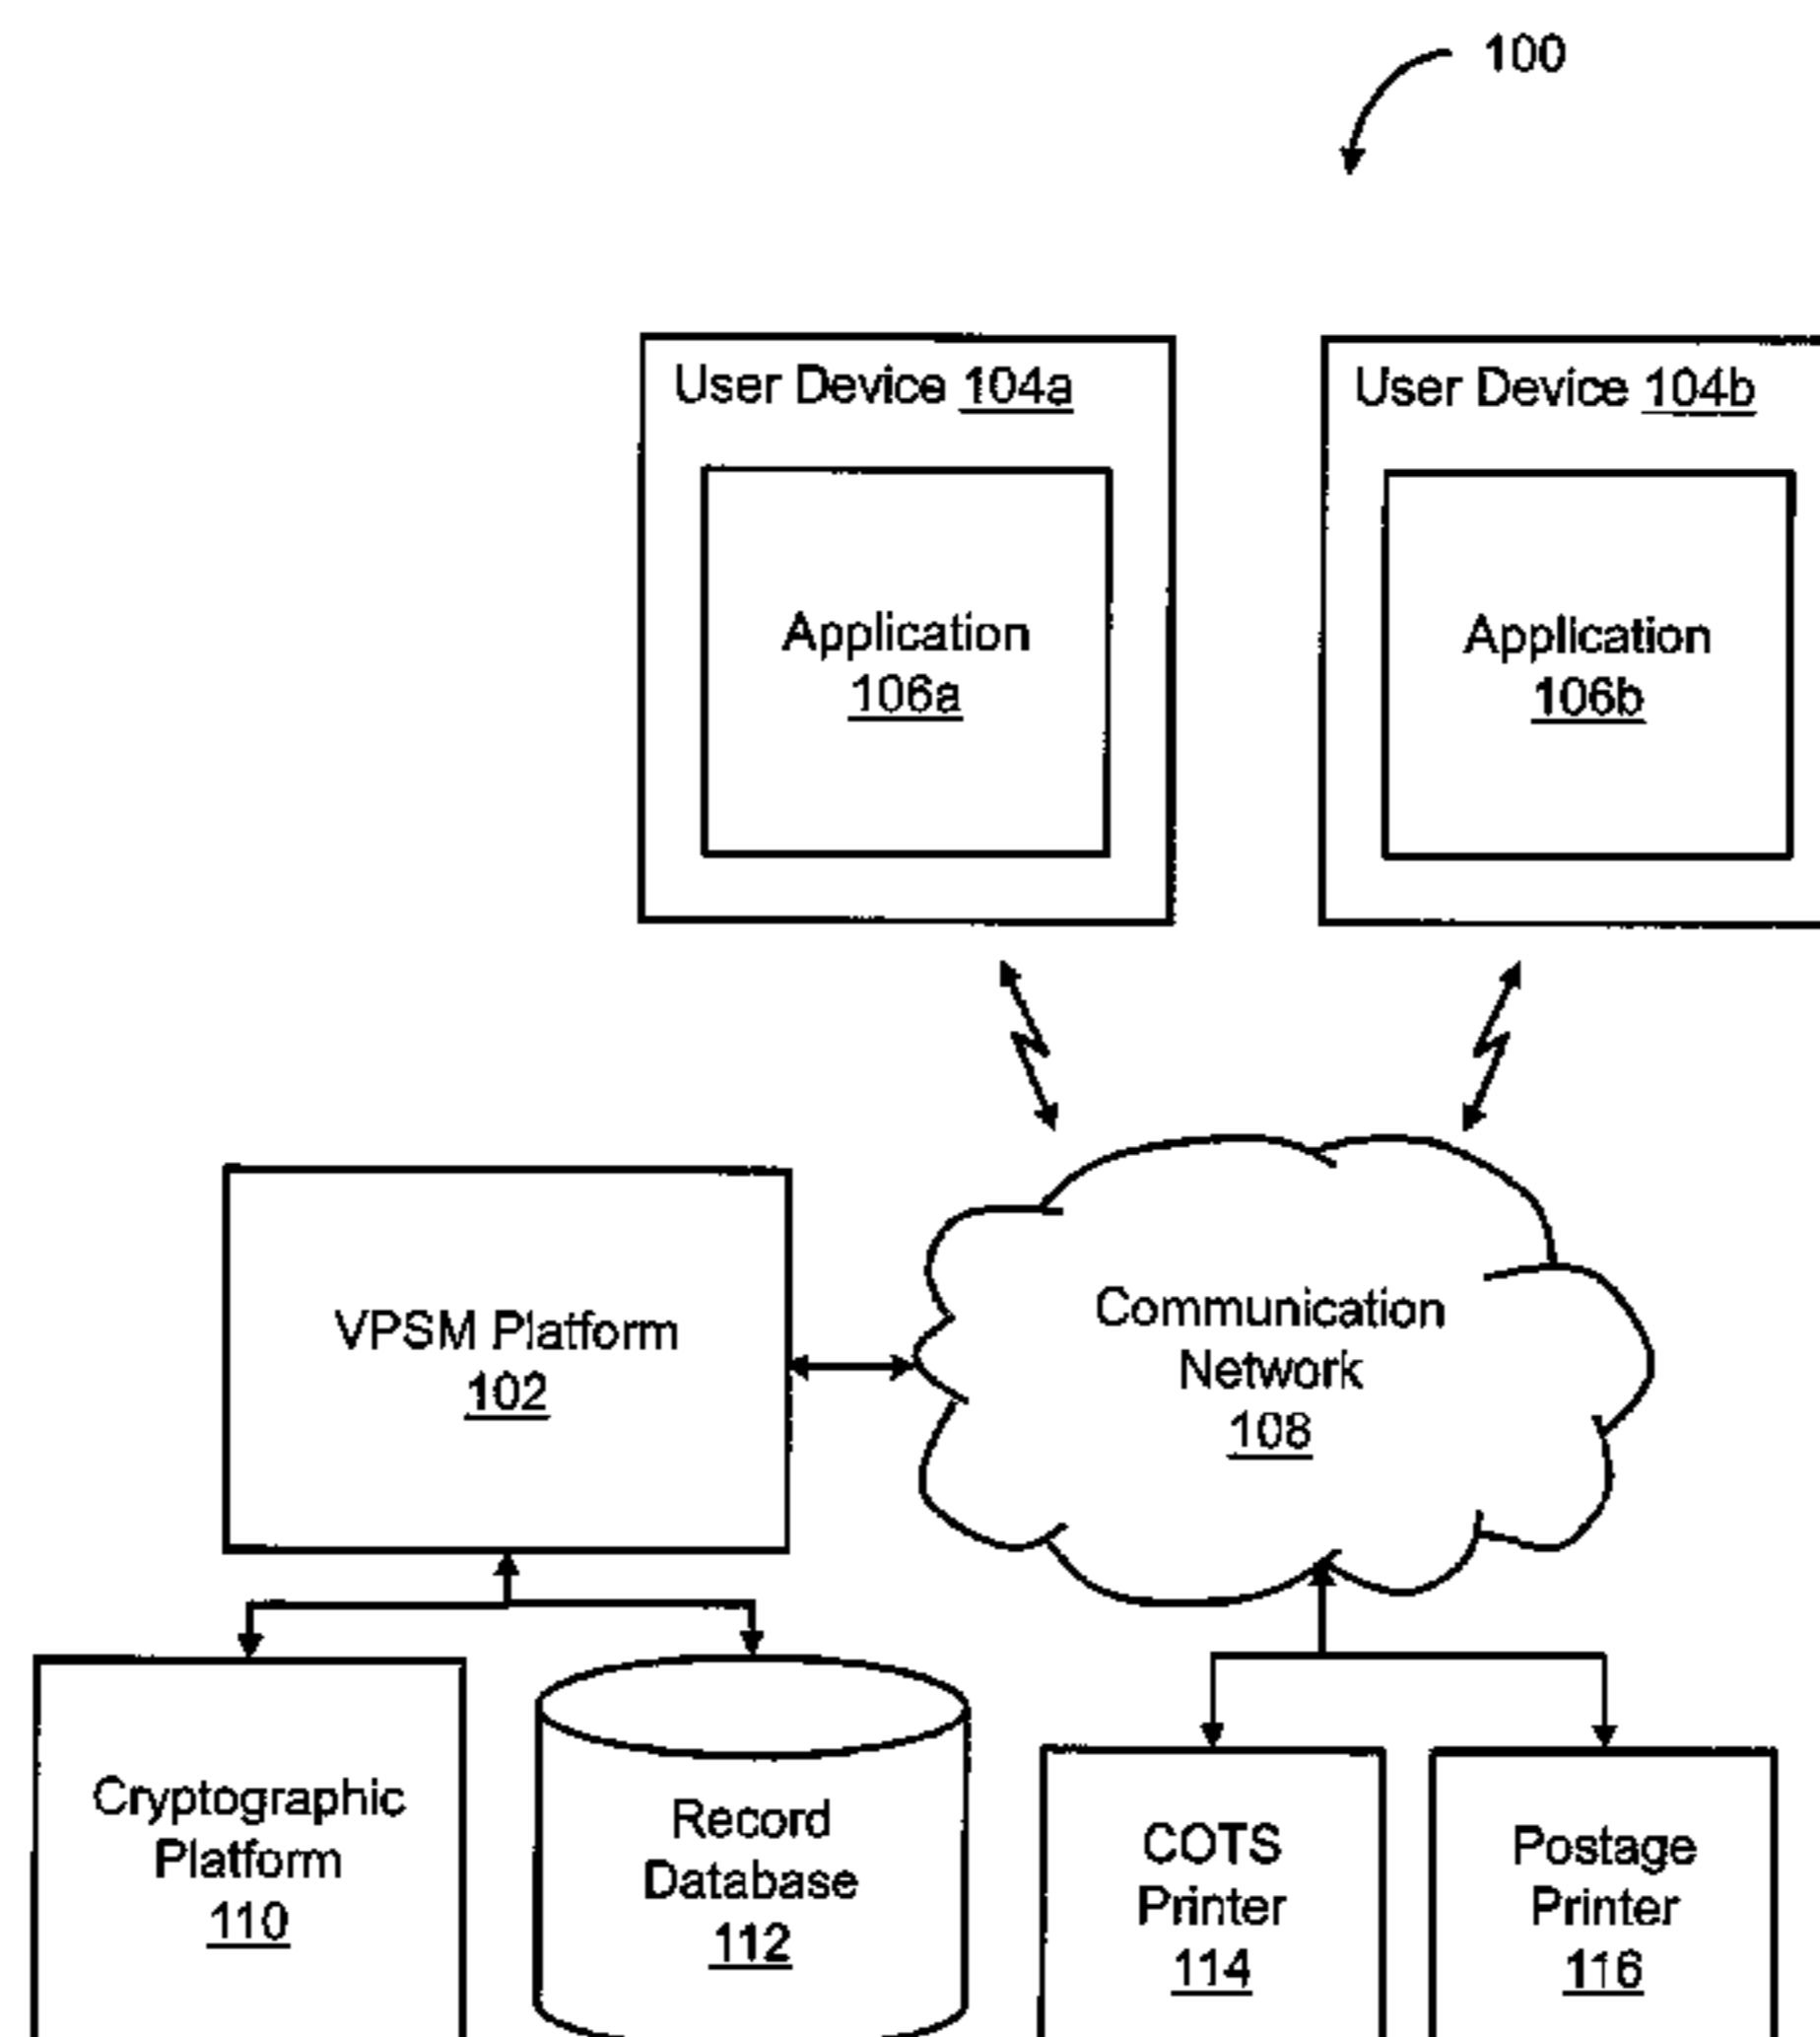 100
User Device 104a
User Device 104b
Application
106a
Application
106b
VPSM Platform
102
Communication
Network
108
Cryptographic
Platform
110
Record
Database
112
COTS
Printer
114
Postage
Printer
116